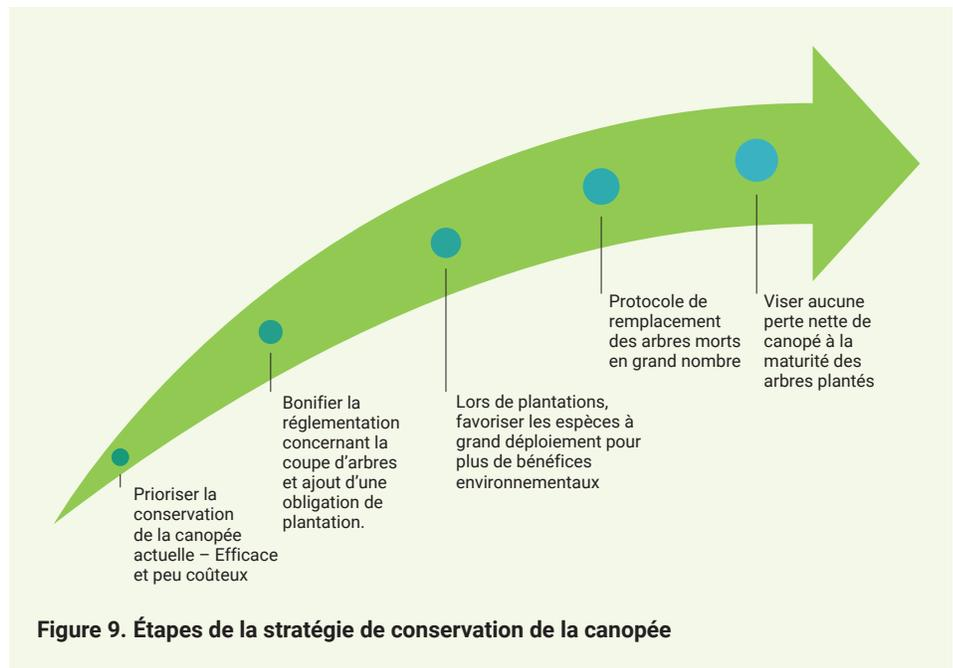 Prioriser la
conservation
de la canopée
actuelle – Efficace
et peu coûteux
Bonifier la
réglementation
concernant la
coupe d'arbres
et ajout d'une
obligation de
plantation.
Lors de plantations,
favoriser les espèces à
grand déploiement pour
plus de bénéfices
environnementaux
Protocole de
remplacement
des arbres morts
en grand nombre
Viser aucune
perte nette de
canopé à la
maturité des
arbres plantés
Figure 9. Étapes de la stratégie de conservation de la canopée